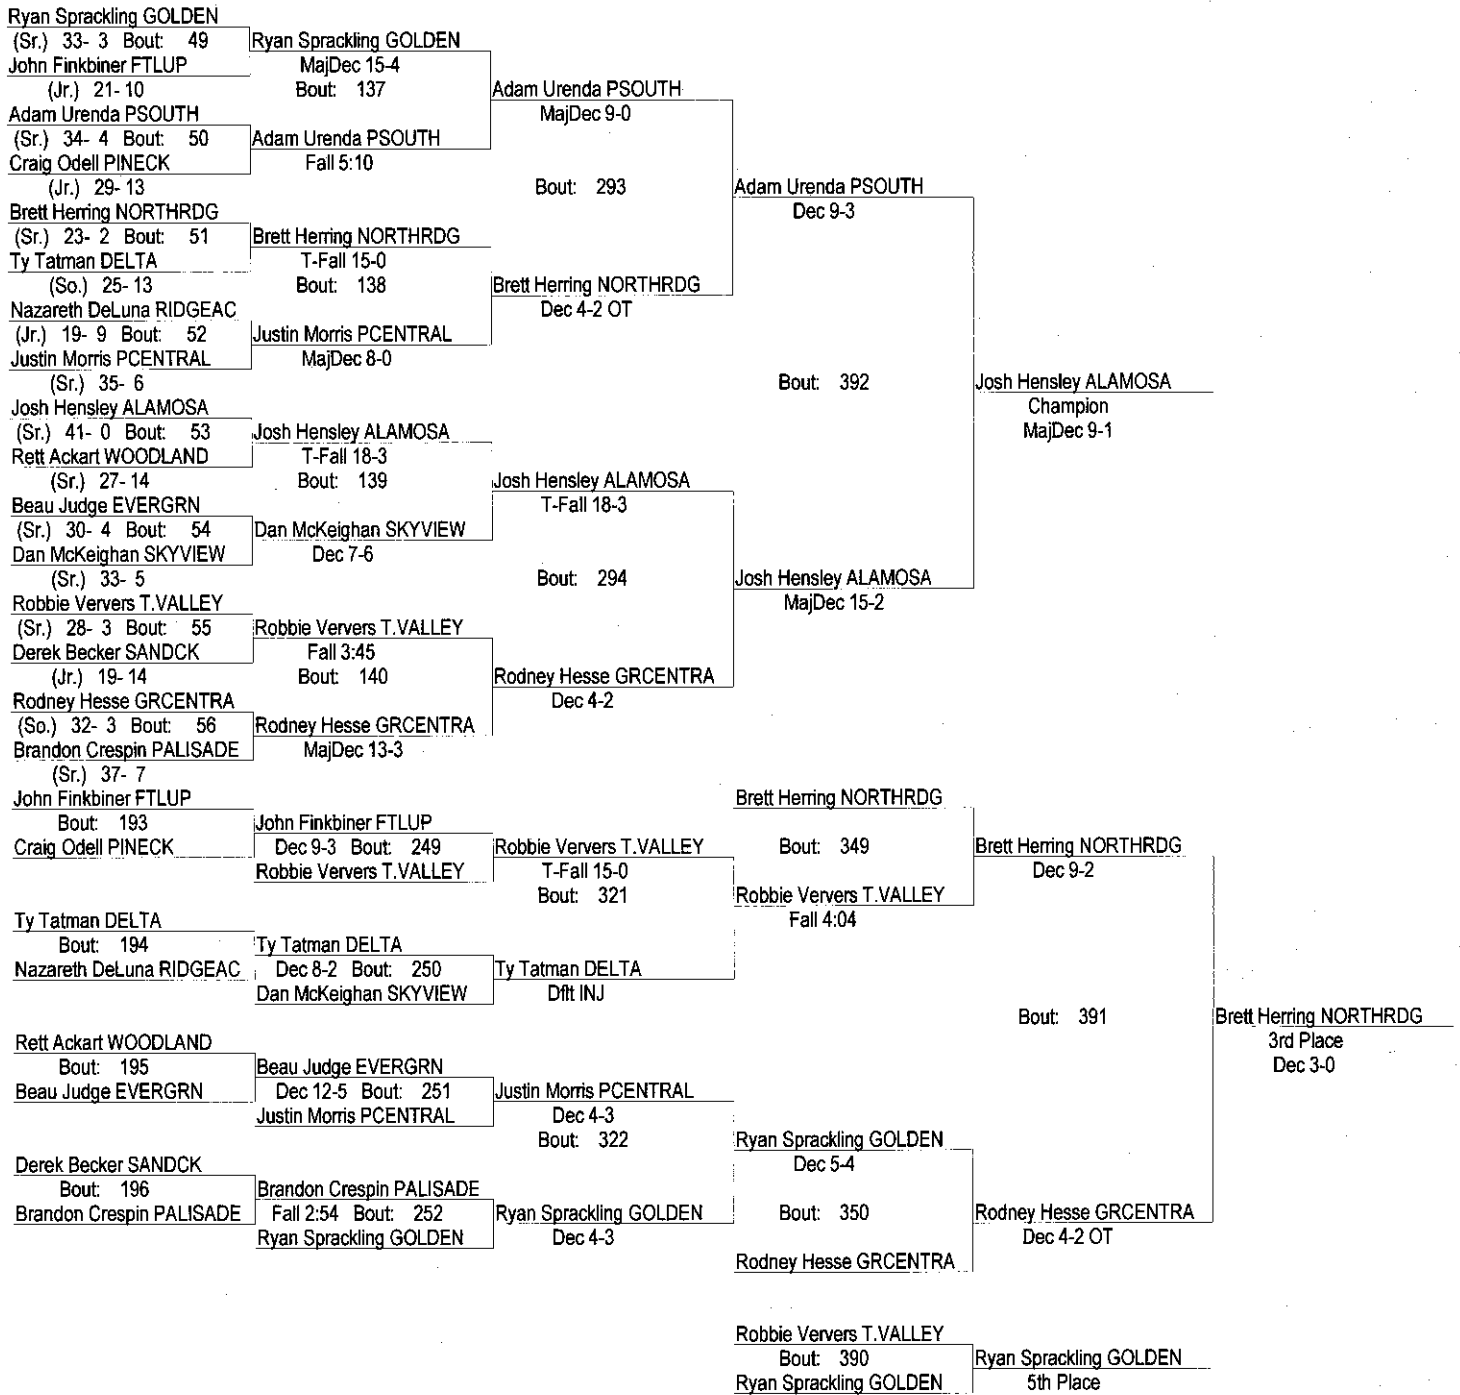 Ryan Sprackling GOLDEN
(Sr.) 33- 3 Bout: 49
John Finkbiner FTLUP
(Jr.) 21- 10
Adam Urenda PSOUTH
(Sr.) 34- 4 Bout: 50
Craig Odell PINECK
(Jr.) 29- 13
Brett Herring NORTHRDG
(Sr.) 23- 2 Bout: 51
Ty Tatman DELTA
(So.) 25- 13
Nazareth DeLuna RIDGEAC
(Jr.) 19- 9 Bout: 52
Justin Morris PCENTRAL
(Sr.) 35- 6
Josh Hensley ALAMOSA
(Sr.) 41- 0 Bout: 53
Rett Ackart WOODLAND
(Sr.) 27- 14
Beau Judge EVERGRN
(Sr.) 30- 4 Bout: 54
Dan McKeighan SKYVIEW
(Sr.) 33- 5
Robbie Ververs T.VALLEY
(Sr.) 28- 3 Bout: 55
Derek Becker SANDCK
(Jr.) 19- 14
Rodney Hesse GRCENTRA
(So.) 32- 3 Bout: 56
Brandon Crespin PALISADE
(Sr.) 37- 7
Ryan Sprackling GOLDEN
MajDec 15-4
Bout: 137
Adam Urenda PSOUTH
Fall 5:10
Brett Herring NORTHRDG
T-Fall 15-0
Bout: 138
Justin Morris PCENTRAL
MajDec 8-0
Josh Hensley ALAMOSA
T-Fall 18-3
Bout: 139
Dan McKeighan SKYVIEW
Dec 7-6
Robbie Ververs T.VALLEY
Fall 3:45
Bout: 140
Rodney Hesse GRCENTRA
MajDec 13-3
Adam Urenda PSOUTH
MajDec 9-0
Bout: 293
Brett Herring NORTHRDG
Dec 4-2 OT
Josh Hensley ALAMOSA
T-Fall 18-3
Bout: 294
Rodney Hesse GRCENTRA
Dec 4-2
Adam Urenda PSOUTH
Dec 9-3
Bout: 392
Josh Hensley ALAMOSA
MajDec 15-2
Josh Hensley ALAMOSA
Champion
MajDec 9-1
John Finkbiner FTLUP
Bout: 193
Craig Odell PINECK
Ty Tatman DELTA
Bout: 194
Nazareth DeLuna RIDGEAC
Rett Ackart WOODLAND
Bout: 195
Beau Judge EVERGRN
Derek Becker SANDCK
Bout: 196
Brandon Crespin PALISADE
John Finkbiner FTLUP
Dec 9-3 Bout: 249
Robbie Ververs T.VALLEY
Ty Tatman DELTA
Dec 8-2 Bout: 250
Dan McKeighan SKYVIEW
Beau Judge EVERGRN
Dec 12-5 Bout: 251
Justin Morris PCENTRAL
Brandon Crespin PALISADE
Fall 2:54 Bout: 252
Ryan Sprackling GOLDEN
Robbie Ververs T.VALLEY
T-Fall 15-0
Bout: 321
Ty Tatman DELTA
Dflt INJ
Justin Morris PCENTRAL
Dec 4-3
Bout: 322
Ryan Sprackling GOLDEN
Dec 4-3
Brett Herring NORTHRDG
Bout: 349
Robbie Ververs T.VALLEY
Fall 4:04
Ryan Sprackling GOLDEN
Dec 5-4
Bout: 350
Rodney Hesse GRCENTRA
Brett Herring NORTHRDG
Dec 9-2
Bout: 391
Rodney Hesse GRCENTRA
Dec 4-2 OT
Brett Herring NORTHRDG
3rd Place
Dec 3-0
Robbie Ververs T.VALLEY
Bout: 390
Ryan Sprackling GOLDEN
Ryan Sprackling GOLDEN
5th Place